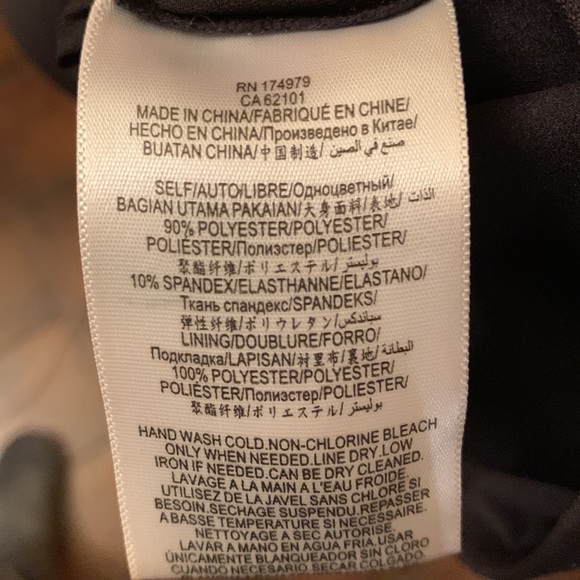 RN 174979
CA 62101
MADE IN CHINA/FABRIQUÉ EN CHINE/
HECHO EN CHINA/Произведено в Китае/
BUATAN CHINA/中国制造/ صنع في الصين
SELF/AUTO/LIBRE/Одноцветный/
BAGIAN UTAMA PAKAIAN/大身面料/表地/ الذات
90% POLYESTER/POLYESTER/
POLIÉSTER/Полиэстер/POLIESTER/
聚酯纤维/ポリエステル/ بوليستر
10% SPANDEX/ELASTHANNE/ELASTANO/
Ткань спандекс/SPANDEKS/
弹性纤维/ポリウレタン/ سباندكس
LINING/DOUBLURE/FORRO/
Подкладка/LAPISAN/衬里布/裏地/ البطانة
100% POLYESTER/POLYESTER/
POLIÉSTER/Полиэстер/POLIESTER/
聚酯纤维/ポリエステル/ بوليستر
HAND WASH COLD.NON-CHLORINE BLEACH
ONLY WHEN NEEDED.LINE DRY.LOW
IRON IF NEEDED.CAN BE DRY CLEANED.
LAVAGE A LA MAIN A L'EAU FROIDE.
UTILISEZ DE LA JAVEL SANS CHLORE SI
BESOIN.SECHAGE SUSPENDU.REPASSER
A BASSE TEMPERATURE SI NECESSAIRE.
NETTOYAGE A SEC AUTORISE.
LAVAR A MANO EN AGUA FRIA.USAR
ÚNICAMENTE BLANQUEADOR SIN CLORO
CUANDO NECESARIO.SECAR COLGADO.